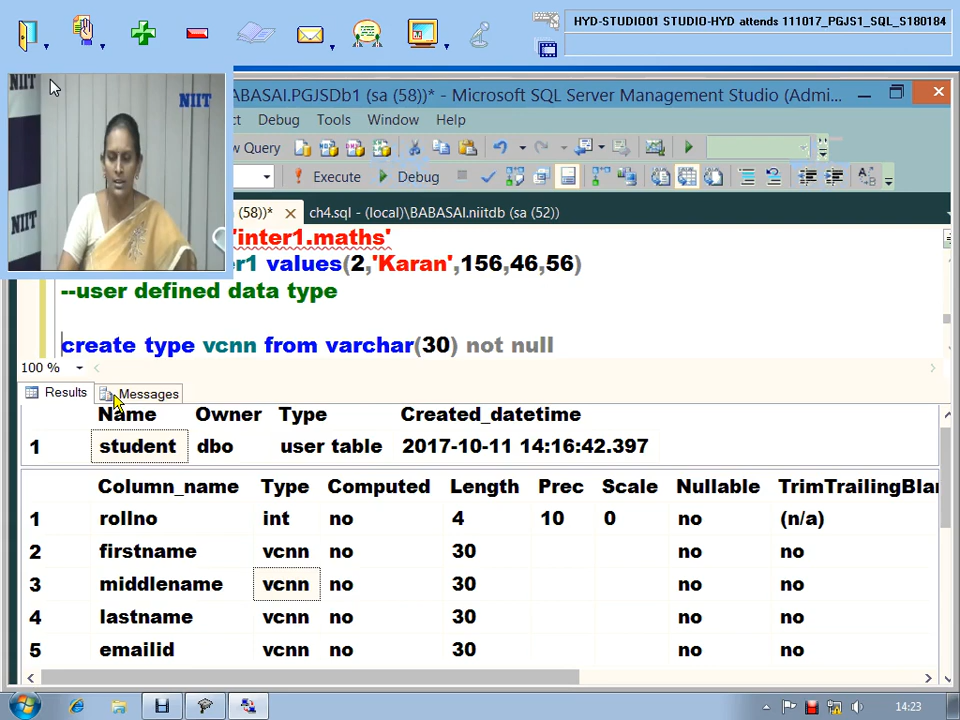 HYD-STUDIO01 STUDIO-HYD attends 111017_PGJS1_SQL_S180184
NIIT
NIIT
NIIT
ABASAI.PGJSDb1 (sa (58))* - Microsoft SQL Server Management Studio (Admi...
ct Debug Tools Window Help
w Query
Execute Debug
(58))* ch4.sql - (local)\BABASAI.niitdb (sa (52))
'inter1.maths'
er1 values(2,'Karan',156,46,56)
--user defined data type
create type vcnn from varchar(30) not null
100 %
Results Messages
Name Owner Type Created_datetime
1 student dbo user table 2017-10-11 14:16:42.397
Column_name Type Computed Length Prec Scale Nullable TrimTrailingBlan
1 rollno int no 4 10 0 no (n/a)
2 firstname vcnn no 30 no no
3 middlename vcnn no 30 no no
4 lastname vcnn no 30 no no
5 emailid vcnn no 30 no no
14:23